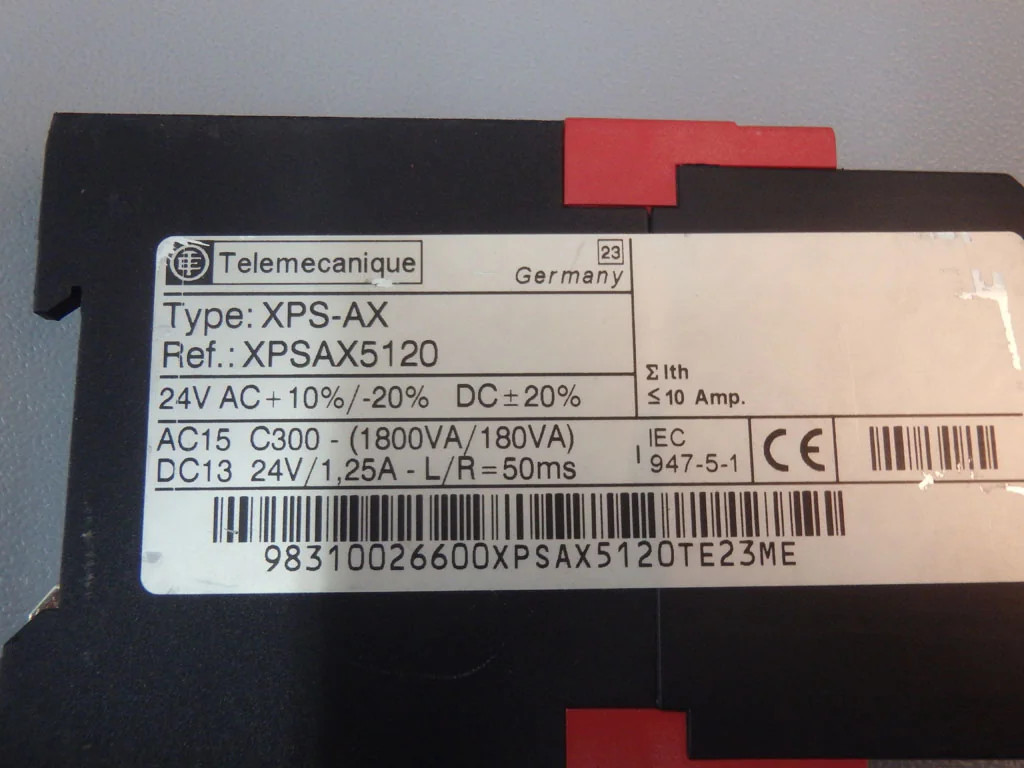 Telemecanique
23
Germany
Type: XPS-AX
Ref.: XPSAX5120
Σ Ith
≤ 10 Amp.
24V AC +10%/-20% DC ± 20%
AC15 C300 - (1800VA/180VA)
DC13 24V/1,25A - L/R=50ms
IEC
947-5-1
CE
98310026600XPSAX5120TE23ME